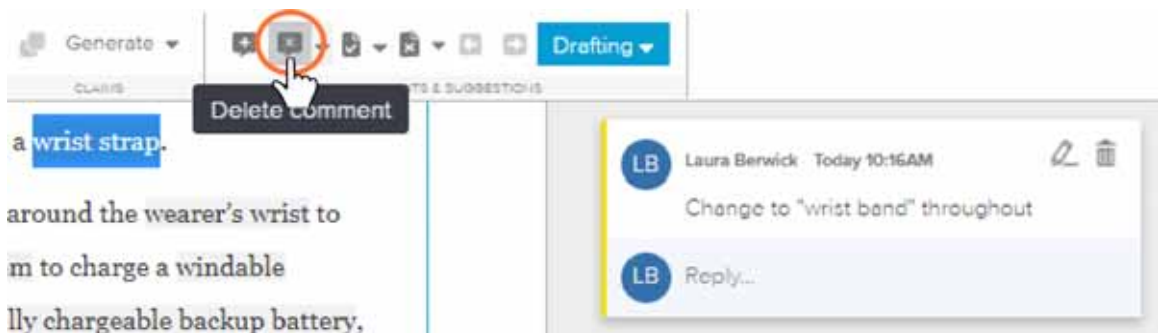 Generate
Drafting
CLAIMS
TS & SUGGESTIONS
Delete comment
a wrist strap.
around the wearer's wrist to
m to charge a windable
lly chargeable backup battery,
LB
Laura Berwick Today 10:16AM
Change to "wrist band" throughout
LB
Reply...